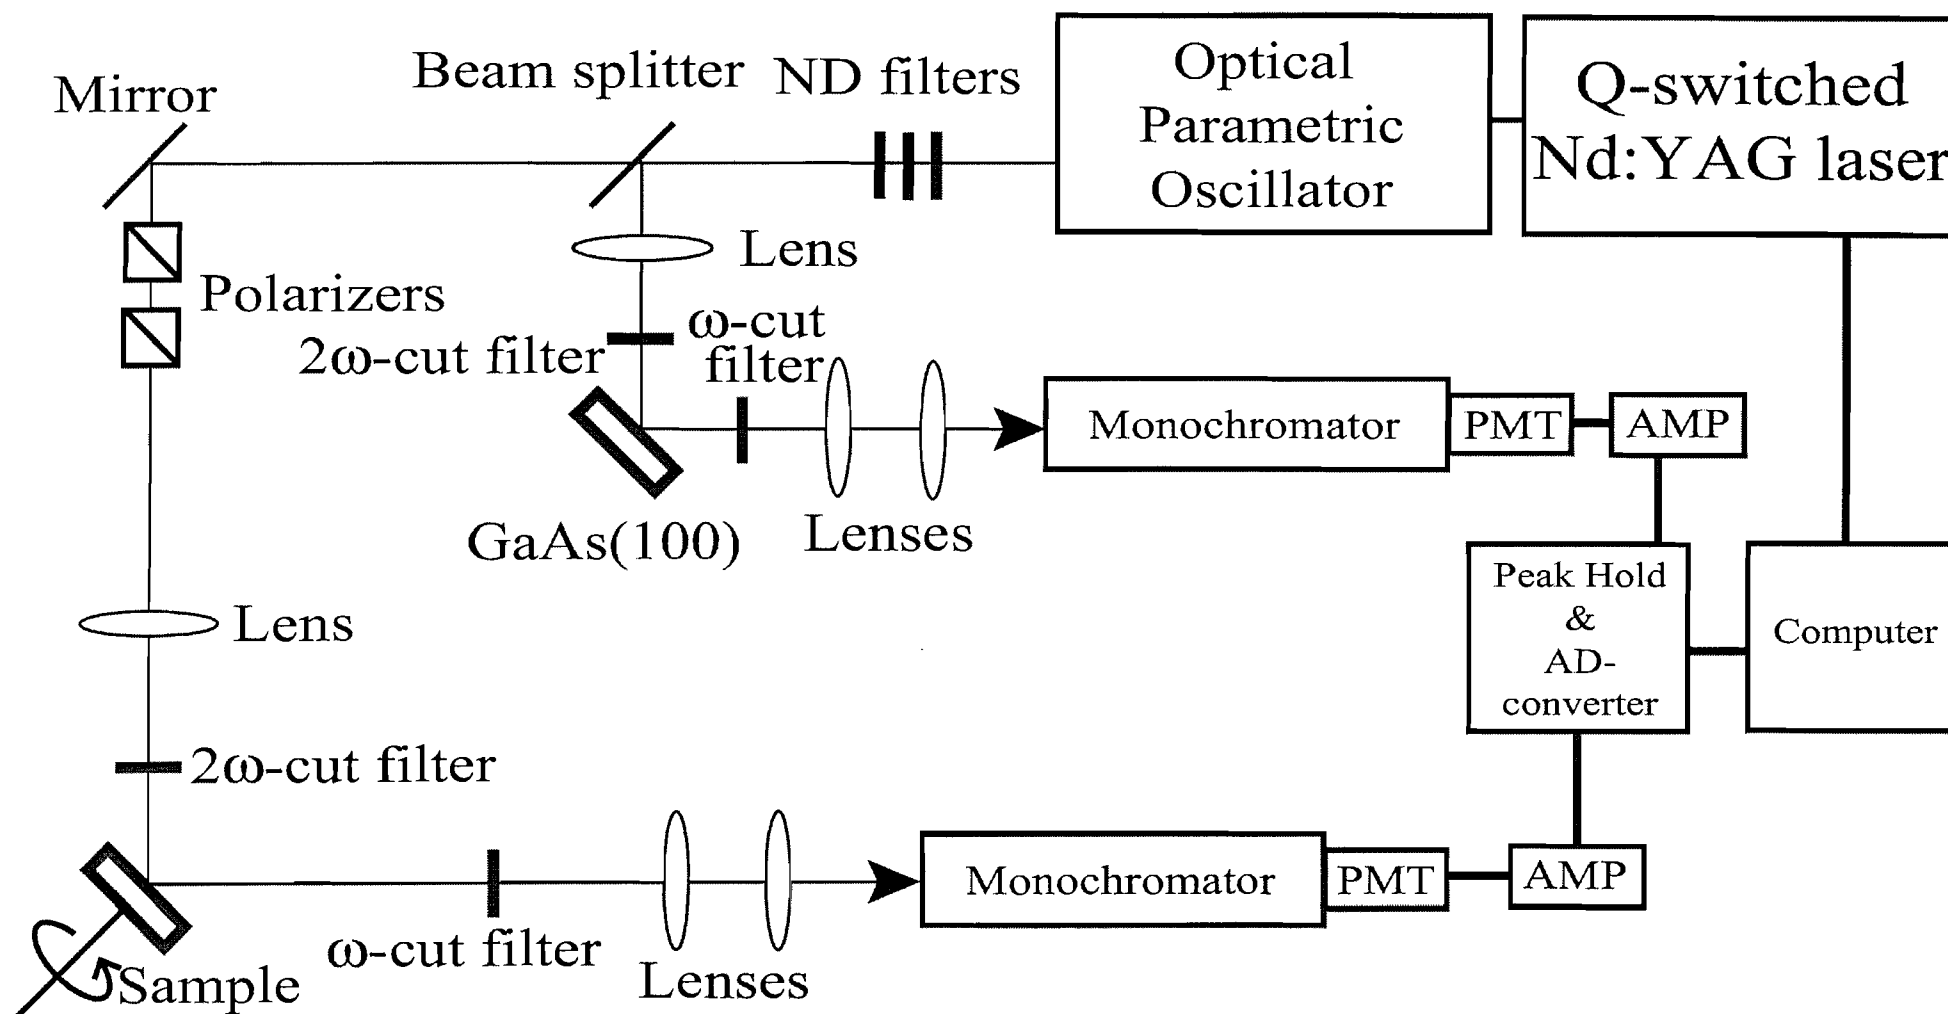 Mirror
Beam splitter
ND filters
Optical
Parametric
Oscillator
Q-switched
Nd:YAG laser
Lens
Polarizers
2ω-cut filter
ω-cut
filter
Monochromator
PMT
AMP
GaAs(100)
Lenses
Peak Hold
&
AD-
converter
Computer
Lens
2ω-cut filter
Monochromator
PMT
AMP
ω-cut filter
Lenses
Sample